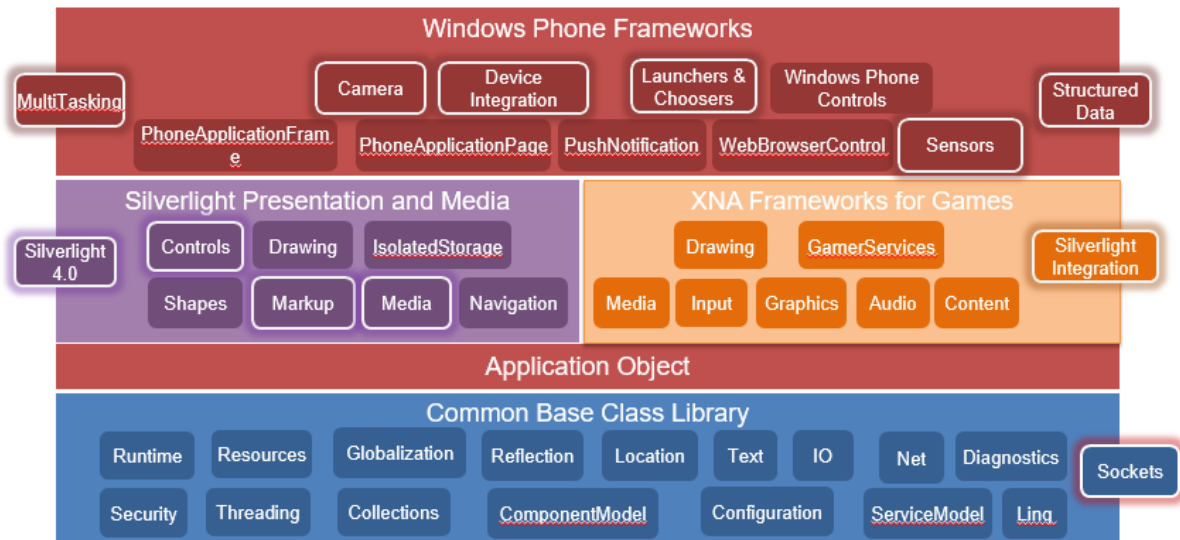 Windows Phone Frameworks
MultiTasking
Camera
Device
Integration
Launchers &
Choosers
Windows Phone
Controls
Structured
Data
PhoneApplicationFram
e
PhoneApplicationPage
PushNotification
WebBrowserControl
Sensors
Silverlight Presentation and Media
Silverlight
4.0
Controls
Drawing
IsolatedStorage
Shapes
Markup
Media
Navigation
XNA Frameworks for Games
Drawing
GamerServices
Silverlight
Integration
Media
Input
Graphics
Audio
Content
Application Object
Common Base Class Library
Runtime
Resources
Globalization
Reflection
Location
Text
IO
Net
Diagnostics
Sockets
Security
Threading
Collections
ComponentModel
Configuration
ServiceModel
Linq